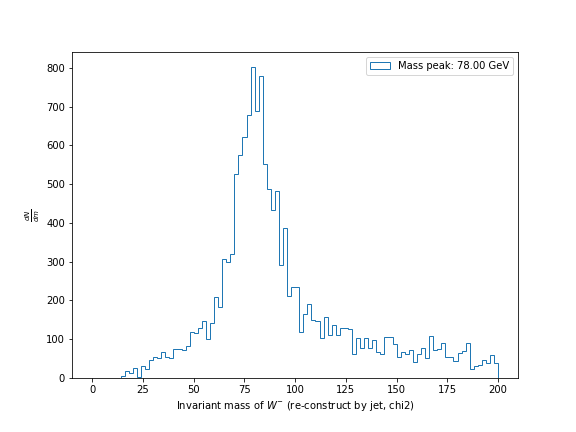 Mass peak: 78.00 GeV
800
700
600
500
400
300
200
100
0
dN
dm
0 25 50 75 100 125 150 175 200
Invariant mass of W⁻ (re-construct by jet, chi2)